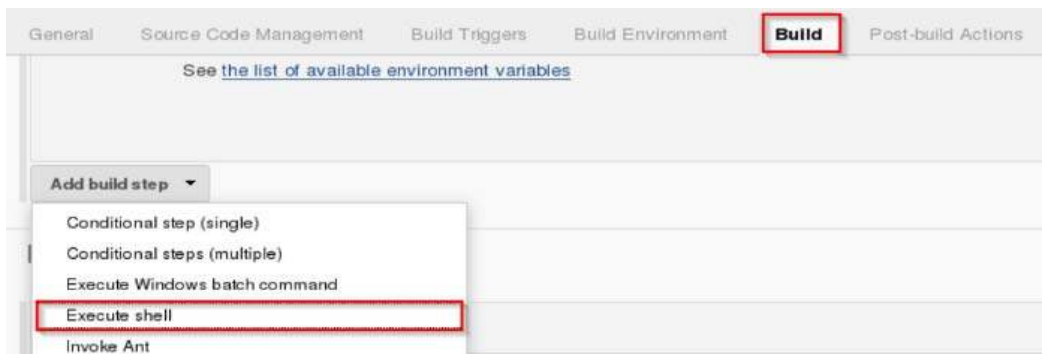 General Source Code Management Build Triggers Build Environment Build Post-build Actions
See the list of available environment variables
Add build step
Conditional step (single)
Conditional steps (multiple)
Execute Windows batch command
Execute shell
Invoke Ant